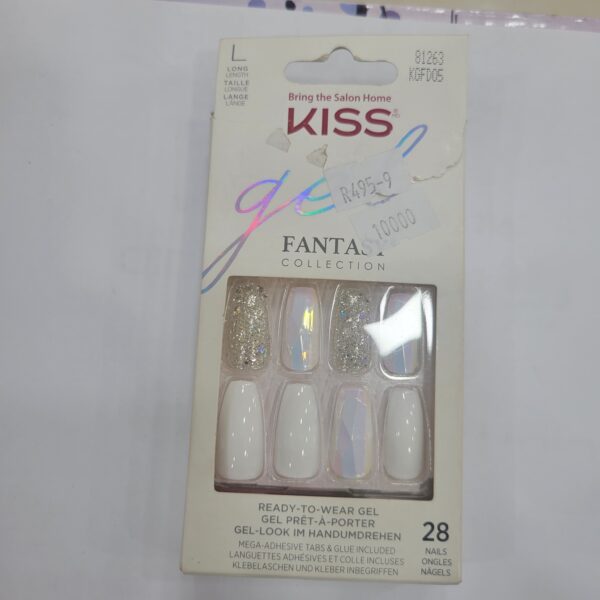 L
LONG
LENGTH
TAILLE
LONGUE
LANGE
LÄNDE
81263
KGFD05
Bring the Salon Home
KISS
gel
R495-9
10000
FANTASY
COLLECTION
READY-TO-WEAR GEL
GEL PRÊT-À-PORTER
GEL-LOOK IM HANDUMDREHEN
MEGA-ADHESIVE TABS & GLUE INCLUDED
LANGUETTES ADHÉSIVES ET COLLE INCLUSES
KLEBELASCHEN UND KLEBER INBEGRIFFEN
28
NAILS
ONGLES
NÄGELS